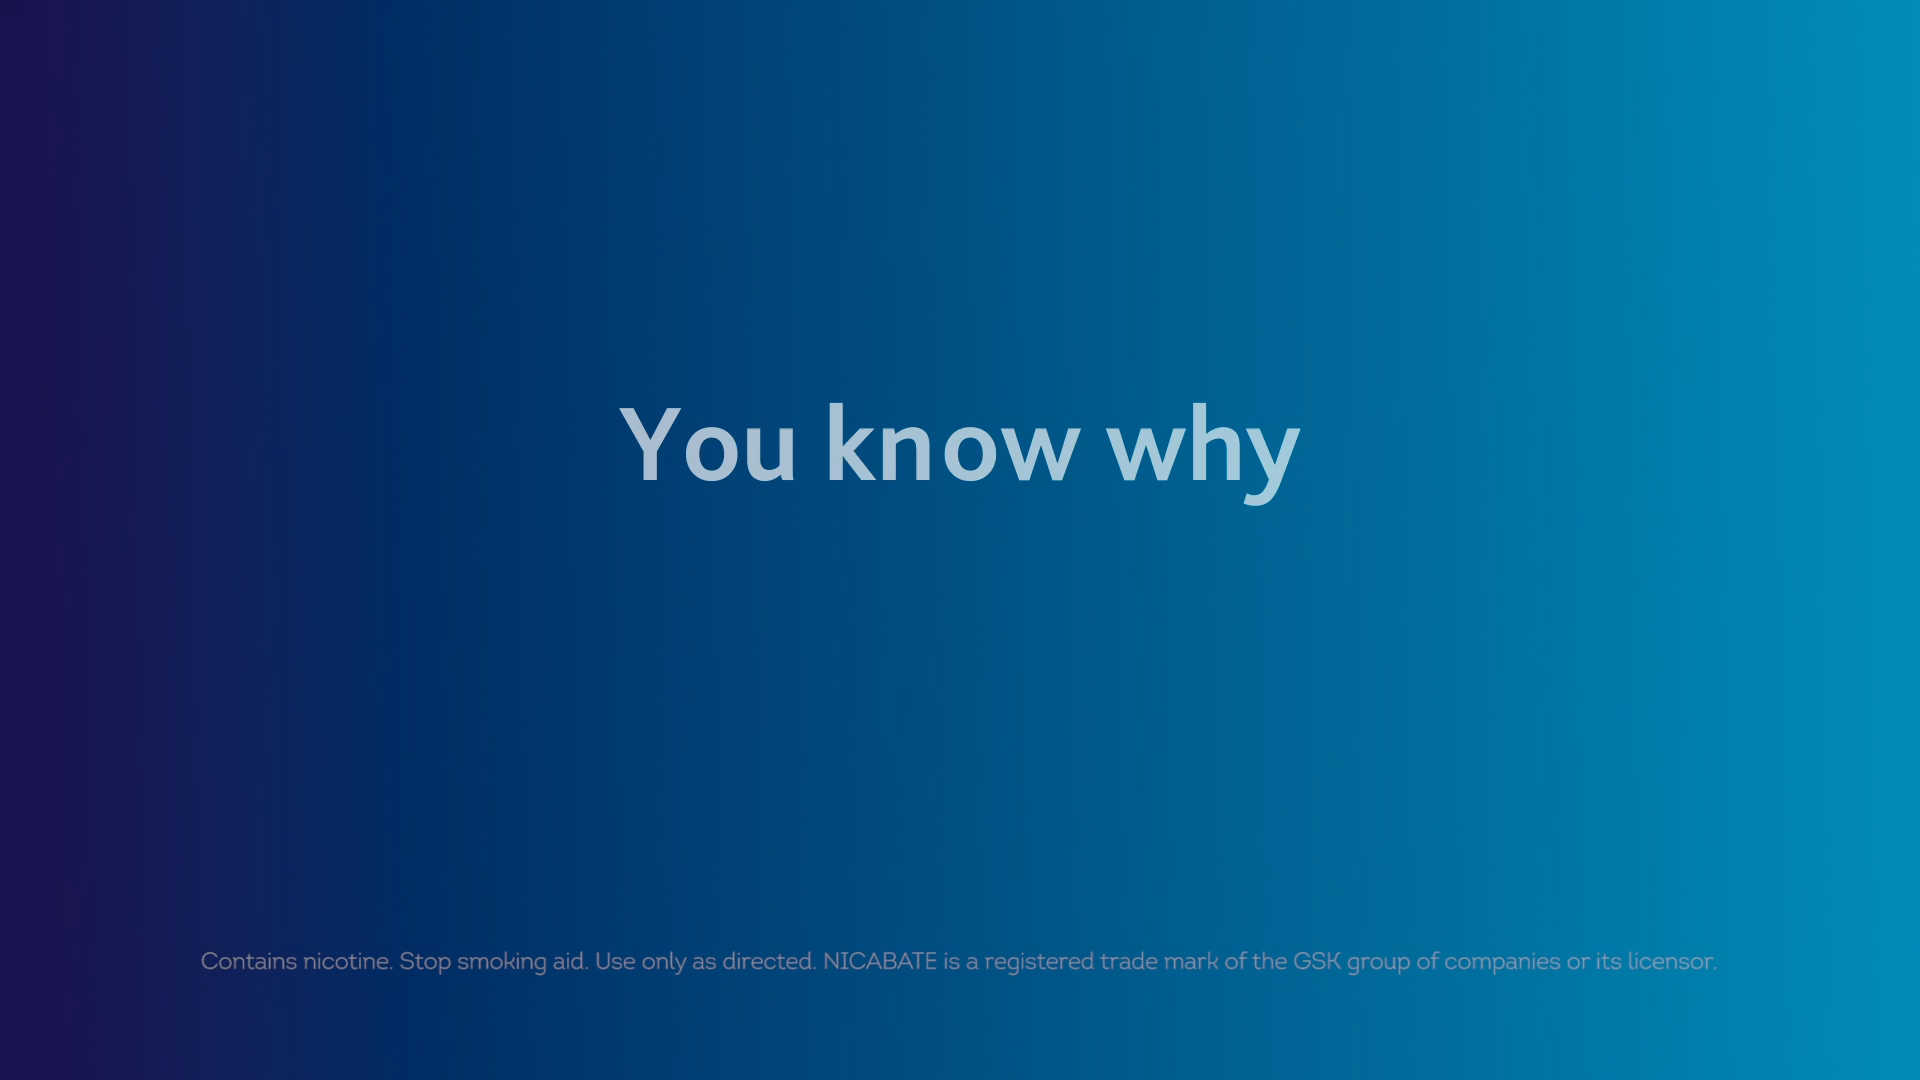 You know why
Contains nicotine. Stop smoking aid. Use only as directed. NICABATE is a registered trade mark of the GSK group of companies or its licensor.